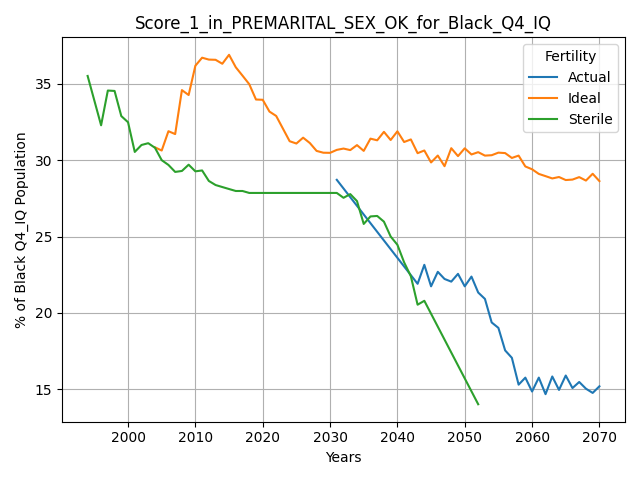 Score_1_in_PREMARITAL_SEX_OK_for_Black_Q4_IQ
Fertility
Actual
Ideal
Sterile
% of Black Q4_IQ Population
35
30
25
20
15
2000 2010 2020 2030 2040 2050 2060 2070
Years